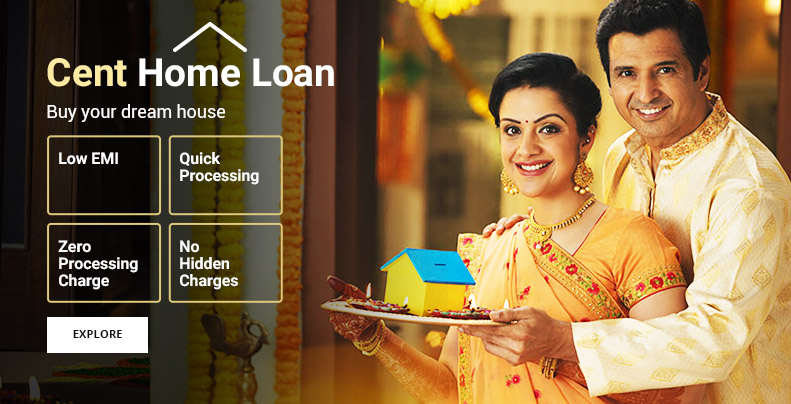 Cent Home Loan
Buy your dream house
Low EMI
Quick
Processing
Zero
Processing
Charge
No
Hidden
Charges
EXPLORE